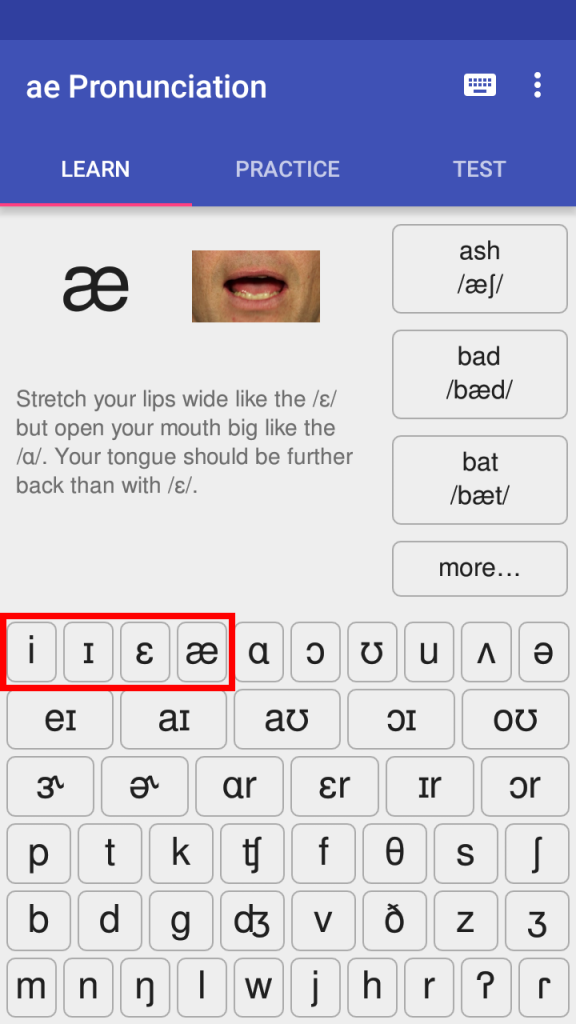 ae Pronunciation
LEARN PRACTICE TEST
æ
Stretch your lips wide like the /ɛ/
but open your mouth big like the
/ɑ/. Your tongue should be further
back than with /ɛ/.
ash
/æʃ/
bad
/bæd/
bat
/bæt/
more...
i ɪ ɛ æ ɑ ɔ ʊ u ʌ ə
eɪ aɪ aʊ ɔɪ oʊ
ɝ ɚ ɑr ɛr ɪr ɔr
p t k ʧ f θ s ʃ
b d g ʤ v ð z ʒ
m n ŋ l w j h r ʔ ɾ